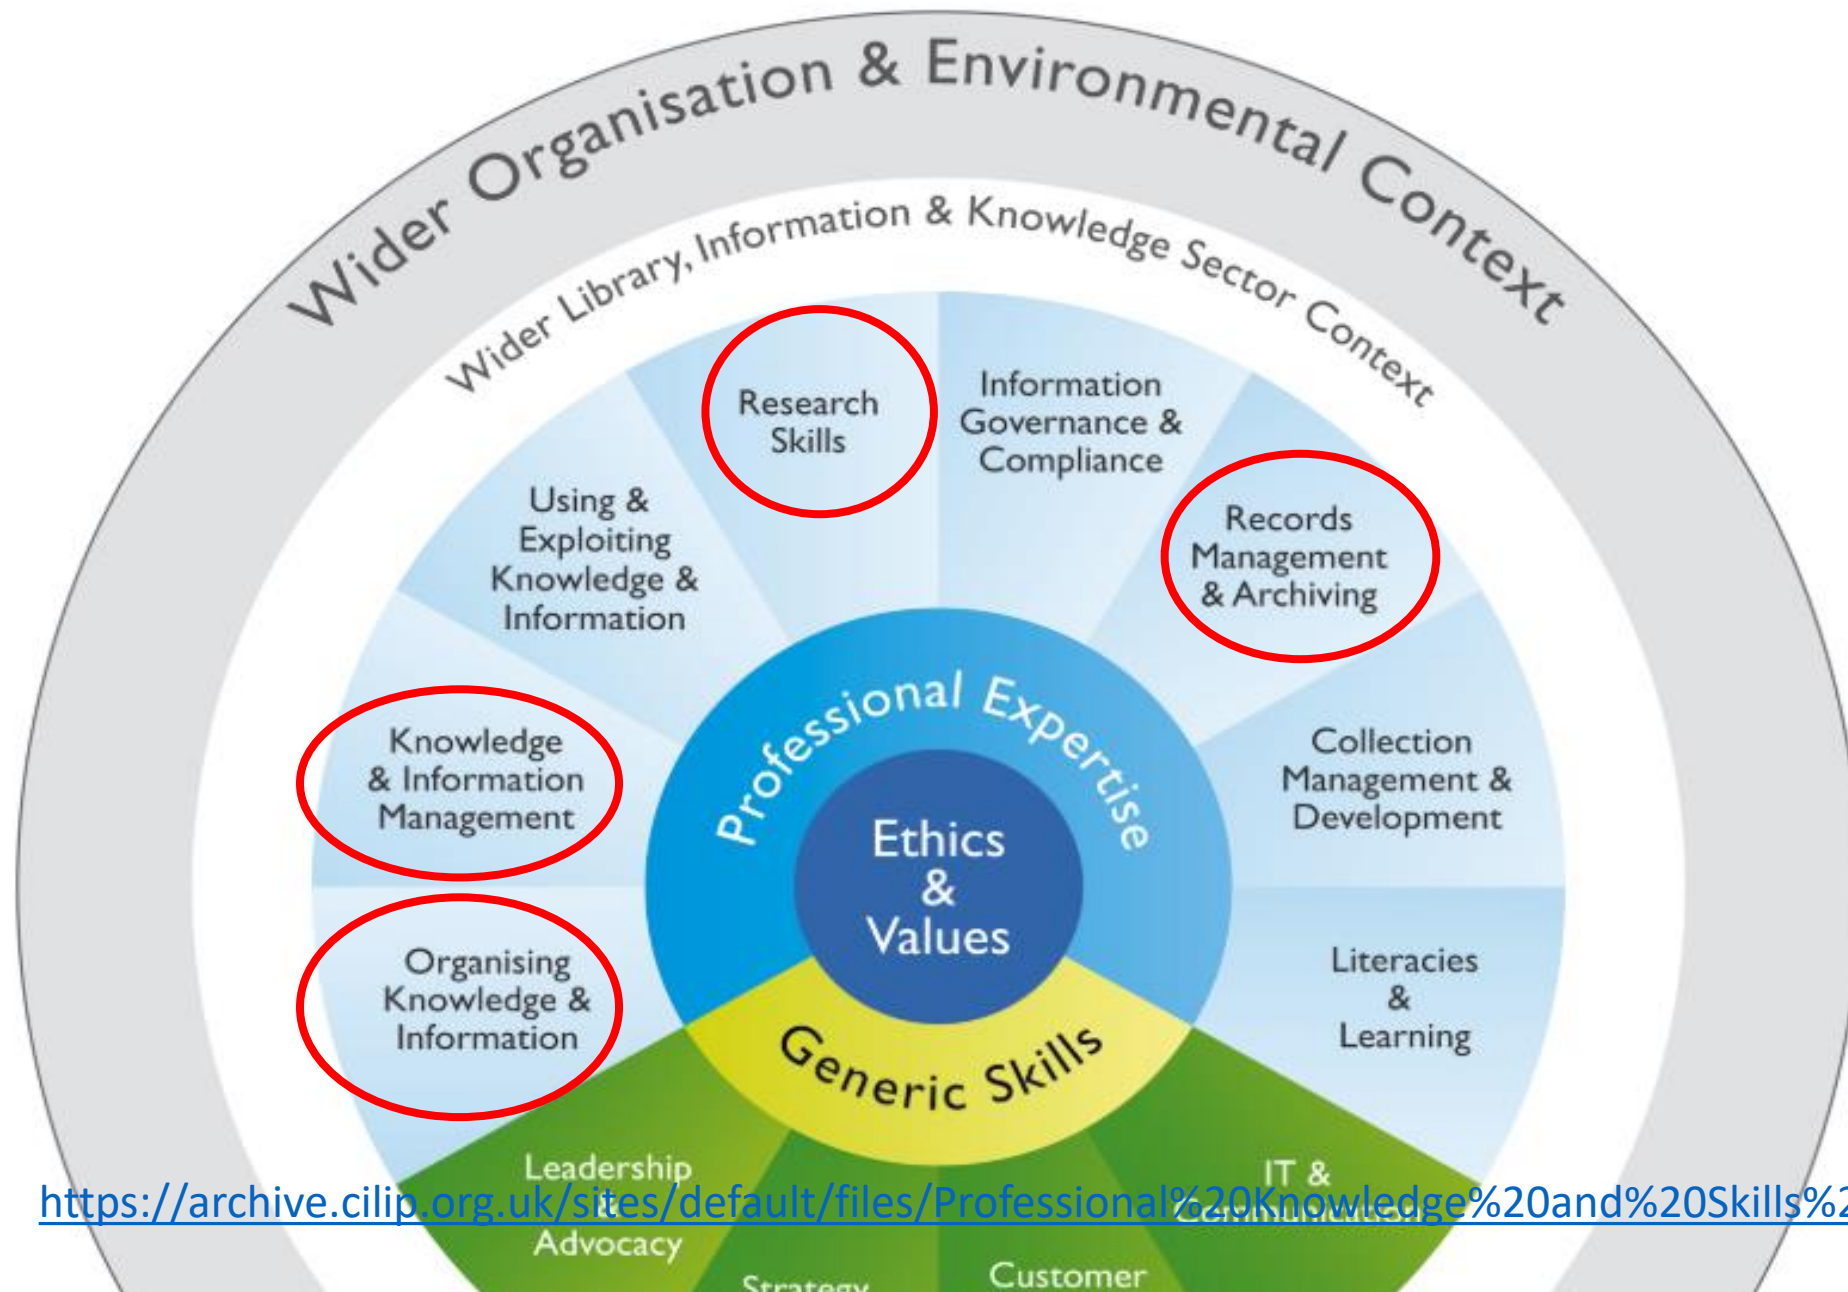 Wider Organisation & Environmental Context
Wider Library, Information & Knowledge Sector Context
Research
Skills
Information
Governance &
Compliance
Using &
Exploiting
Knowledge &
Information
Records
Management
& Archiving
Knowledge
& Information
Management
Collection
Management &
Development
Professional Expertise
Ethics
&
Values
Organising
Knowledge &
Information
Literacies
&
Learning
Generic Skills
Leadership
&
Advocacy
IT &
Communication
https://archive.cilip.org.uk/sites/default/files/Professional%20Knowledge%20and%20Skills%2
Strategy
Customer